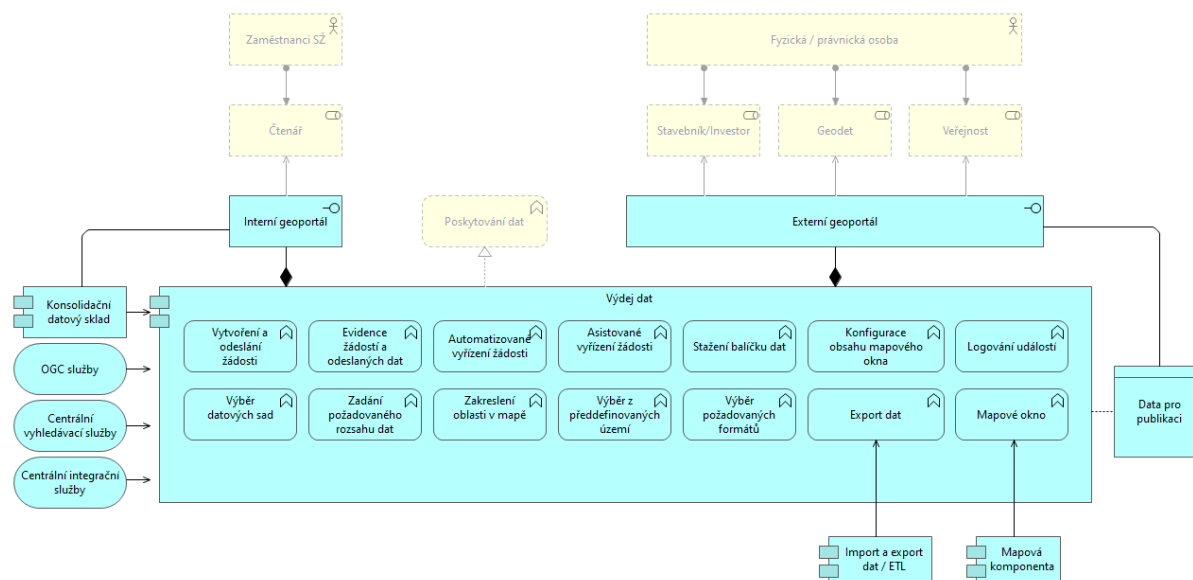 Zaměstnanci SŽ
Fyzická / právnická osoba
Čtenář
Stavebník/Investor
Geodet
Veřejnost
Interní geoportál
Poskytování dat
Externí geoportál
Konsolidační
datový sklad
Výdej dat
Vytvoření a
odeslání
žádosti
Evidence
žádostí a
odeslaných dat
Automatizované
vyřízení žádosti
Asistované
vyřízení žádosti
Stažení balíčku dat
Konfigurace
obsahu mapového
okna
Logování událostí
OGC služby
Výběr
datových sad
Zadání
požadovaného
rozsahu dat
Zakreslení
oblasti v mapě
Výběr z
předdefinovaných
území
Výběr
požadovaných
formátů
Export dat
Mapové okno
Data pro
publikaci
Centrální
vyhledávací služby
Centrální integrační
služby
Import a export
dat / ETL
Mapová
komponenta